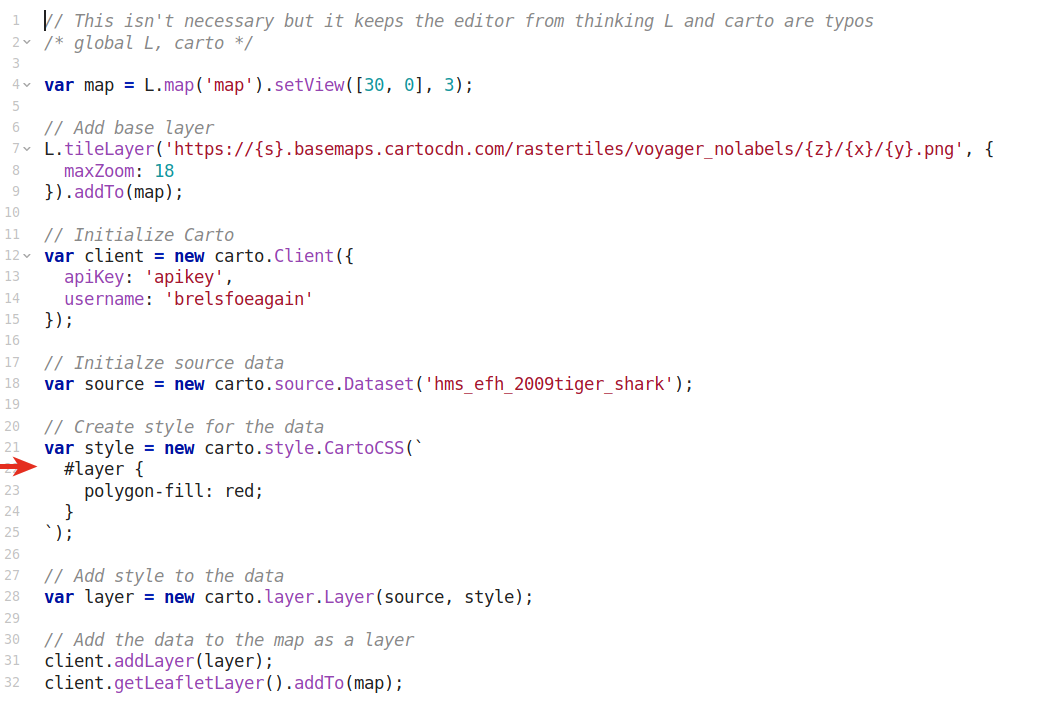 1 // This isn't necessary but it keeps the editor from thinking L and carto are typos
2 /* global L, carto */
3
4 var map = L.map('map').setView([30, 0], 3);
5
6 // Add base layer
7 L.tileLayer('https://{s}.basemaps.cartocdn.com/rastertiles/voyager_nolabels/{z}/{x}/{y}.png', {
8   maxZoom: 18
9 }).addTo(map);
10
11 // Initialize Carto
12 var client = new carto.Client({
13   apiKey: 'apikey',
14   username: 'brelsfoeagain'
15 });
16
17 // Initialze source data
18 var source = new carto.source.Dataset('hms_efh_2009tiger_shark');
19
20 // Create style for the data
21 var style = new carto.style.CartoCSS(`
  #layer {
23     polygon-fill: red;
24   }
25 `);
26
27 // Add style to the data
28 var layer = new carto.layer.Layer(source, style);
29
30 // Add the data to the map as a layer
31 client.addLayer(layer);
32 client.getLeafletLayer().addTo(map);